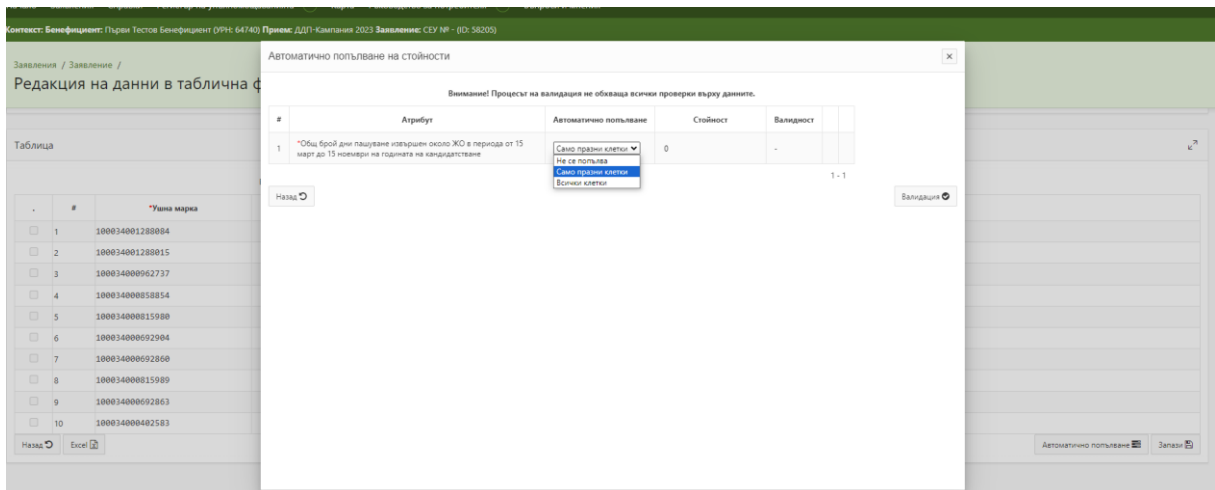 Контекст: Бенефициент: Първи Тестов Бенефициент (УРН: 64740) Прием: ДДП-Кампания 2023 Заявление: СЕУ № - (ID: 58205)
Заявления / Заявление /
Редакция на данни в таблична ф
Таблица
. # *Ушна марка
1 100034001288084
2 100034001288015
3 100034000962737
4 100034000858854
5 100034000815980
6 100034000692904
7 100034000692860
8 100034000815989
9 100034000692863
10 100034000402583
Назад Excel
Автоматично попълване Запази
Автоматично попълване на стойности
Внимание! Процесът на валидация не обхваща всички проверки върху данните.
# Атрибут Автоматично попълване Стойност Валидност
1 *Общ брой дни пашуване извършен около ЖО в периода от 15
март до 15 ноември на годината на кандидатстване
Само празни клетки 0 -
Не се попълва
Само празни клетки
Всички клетки
1 - 1
Назад Валидация